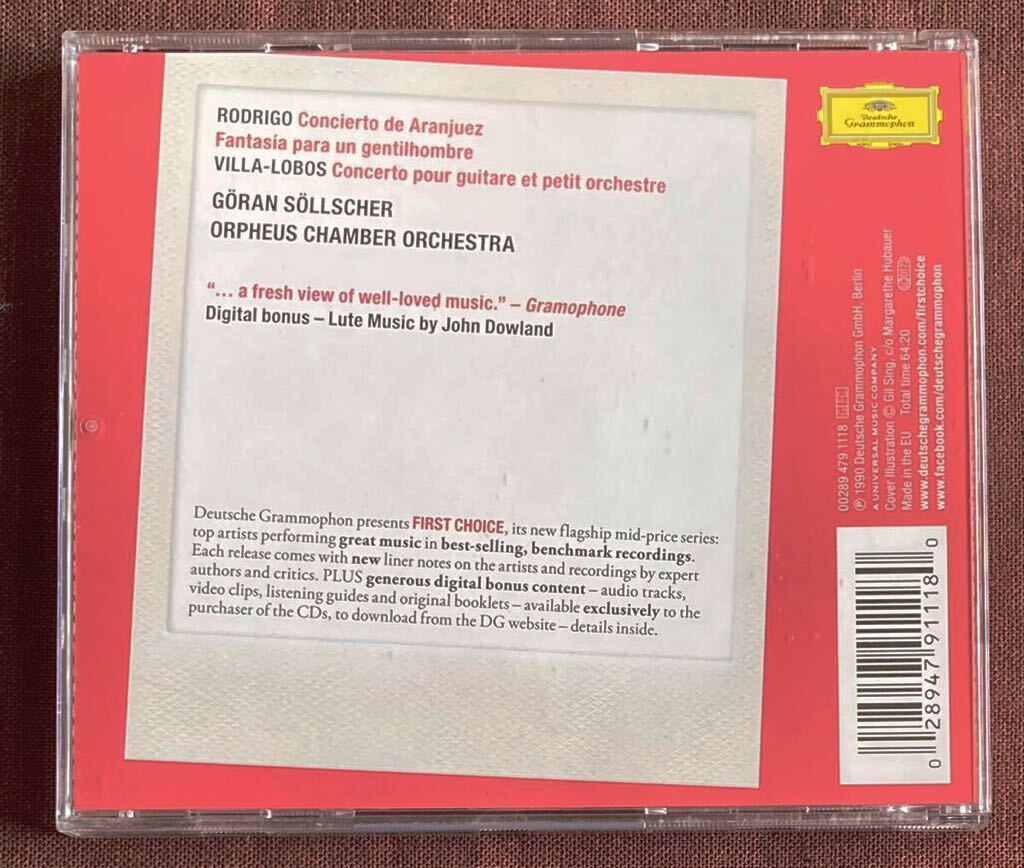 RODRIGO Concierto de Aranjuez
Fantasía para un gentilhombre
VILLA-LOBOS Concerto pour guitare et petit orchestre
GÖRAN SÖLLSCHER
ORPHEUS CHAMBER ORCHESTRA
“... a fresh view of well-loved music.” – Gramophone
Digital bonus – Lute Music by John Dowland
Deutsche Grammophon presents FIRST CHOICE, its new flagship mid-price series:
top artists performing great music in best-selling, benchmark recordings.
Each release comes with new liner notes on the artists and recordings by expert
authors and critics. PLUS generous digital bonus content – audio tracks,
video clips, listening guides and original booklets – available exclusively to the
purchaser of the CDs, to download from the DG website – details inside.
Deutsche
Grammophon
00289 479 1118 GTEC
℗ 1990 Deutsche Grammophon GmbH, Berlin
A UNIVERSAL MUSIC COMPANY
Cover Illustration © Gil Sing, c/o Margarethe Hubauer
Made in the EU Total time 64:20
www.deutschegrammophon.com/firstchoice
www.facebook.com/deutschegrammophon
0 28947 91118 0